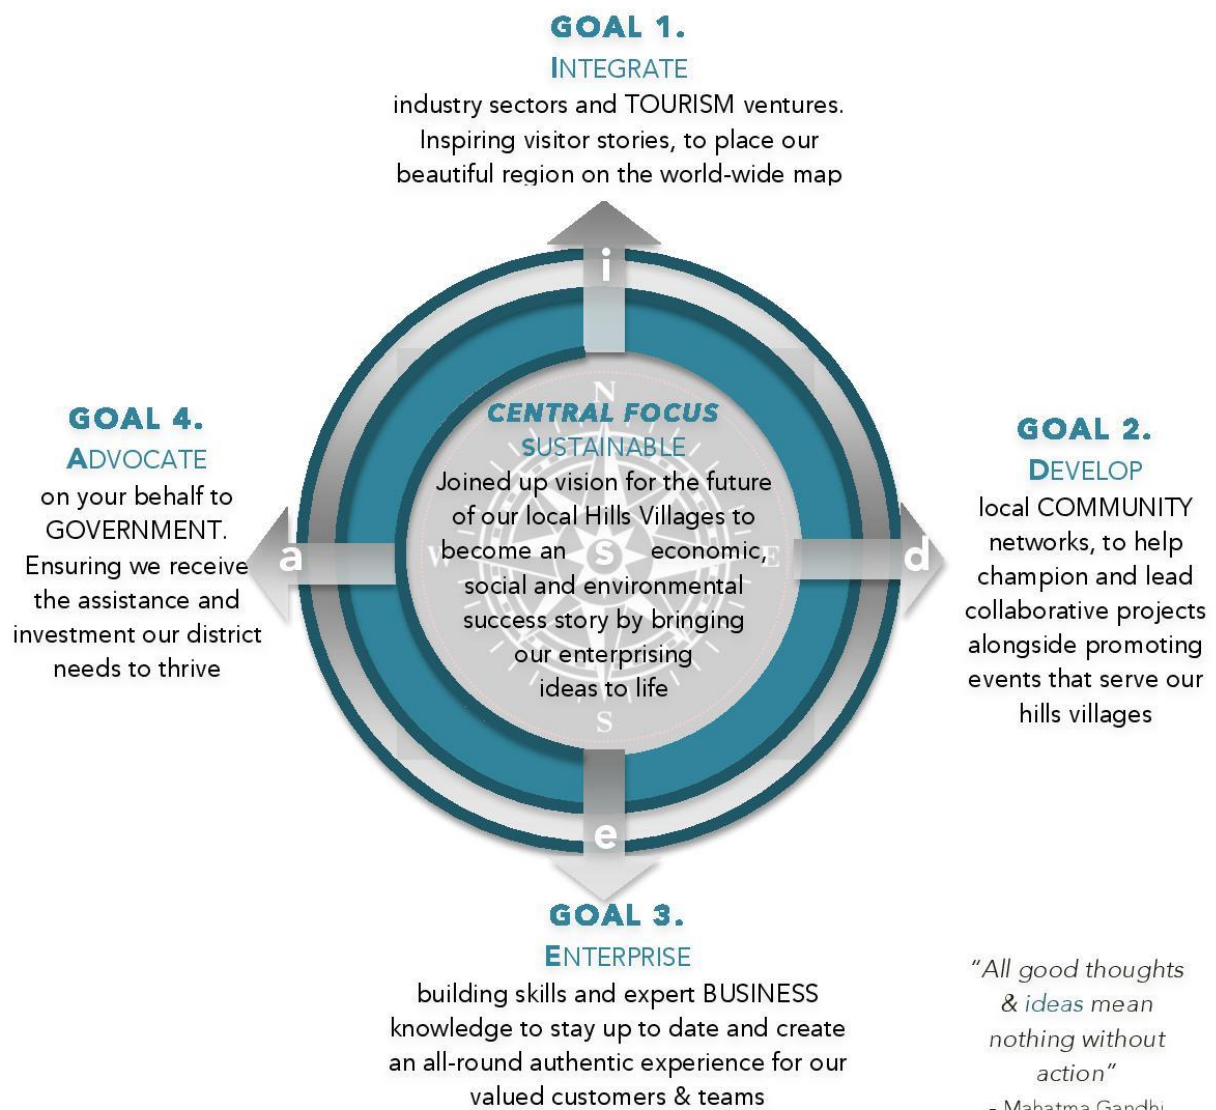 GOAL 1.
INTEGRATE
industry sectors and TOURISM ventures.
Inspiring visitor stories, to place our
beautiful region on the world-wide map
i
GOAL 4.
ADVOCATE
on your behalf to
GOVERNMENT.
Ensuring we receive
the assistance and
investment our district
needs to thrive
a
N
CENTRAL FOCUS
SUSTAINABLE
Joined up vision for the future
of our local Hills Villages to
become an S economic,
social and environmental
success story by bringing
our enterprising
ideas to life
W
E
S
d
GOAL 2.
DEVELOP
local COMMUNITY
networks, to help
champion and lead
collaborative projects
alongside promoting
events that serve our
hills villages
e
GOAL 3.
ENTERPRISE
building skills and expert BUSINESS
knowledge to stay up to date and create
an all-round authentic experience for our
valued customers & teams
"All good thoughts
& ideas mean
nothing without
action"
- Mahatma Gandhi